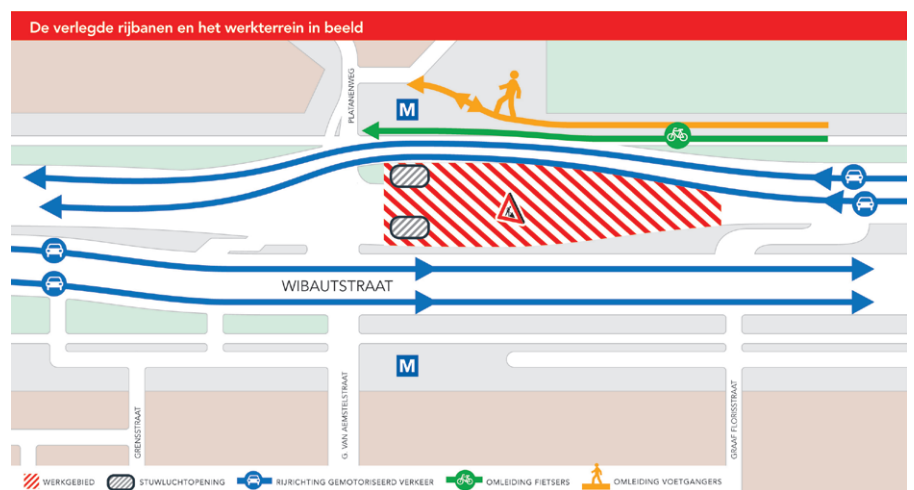 De verlegde rijbanen en het werkterrein in beeld
PLATANENWEG
M
WIBAUTSTRAAT
M
GRENSSTRAAT
G. VAN AEMSTELSTRAAT
GRAAF FLORISSTRAAT
WERKGEBIED
STUWLUCHTOPENING
RIJRICHTING GEMOTORISEERD VERKEER
OMLEIDING FIETSERS
OMLEIDING VOETGANGERS